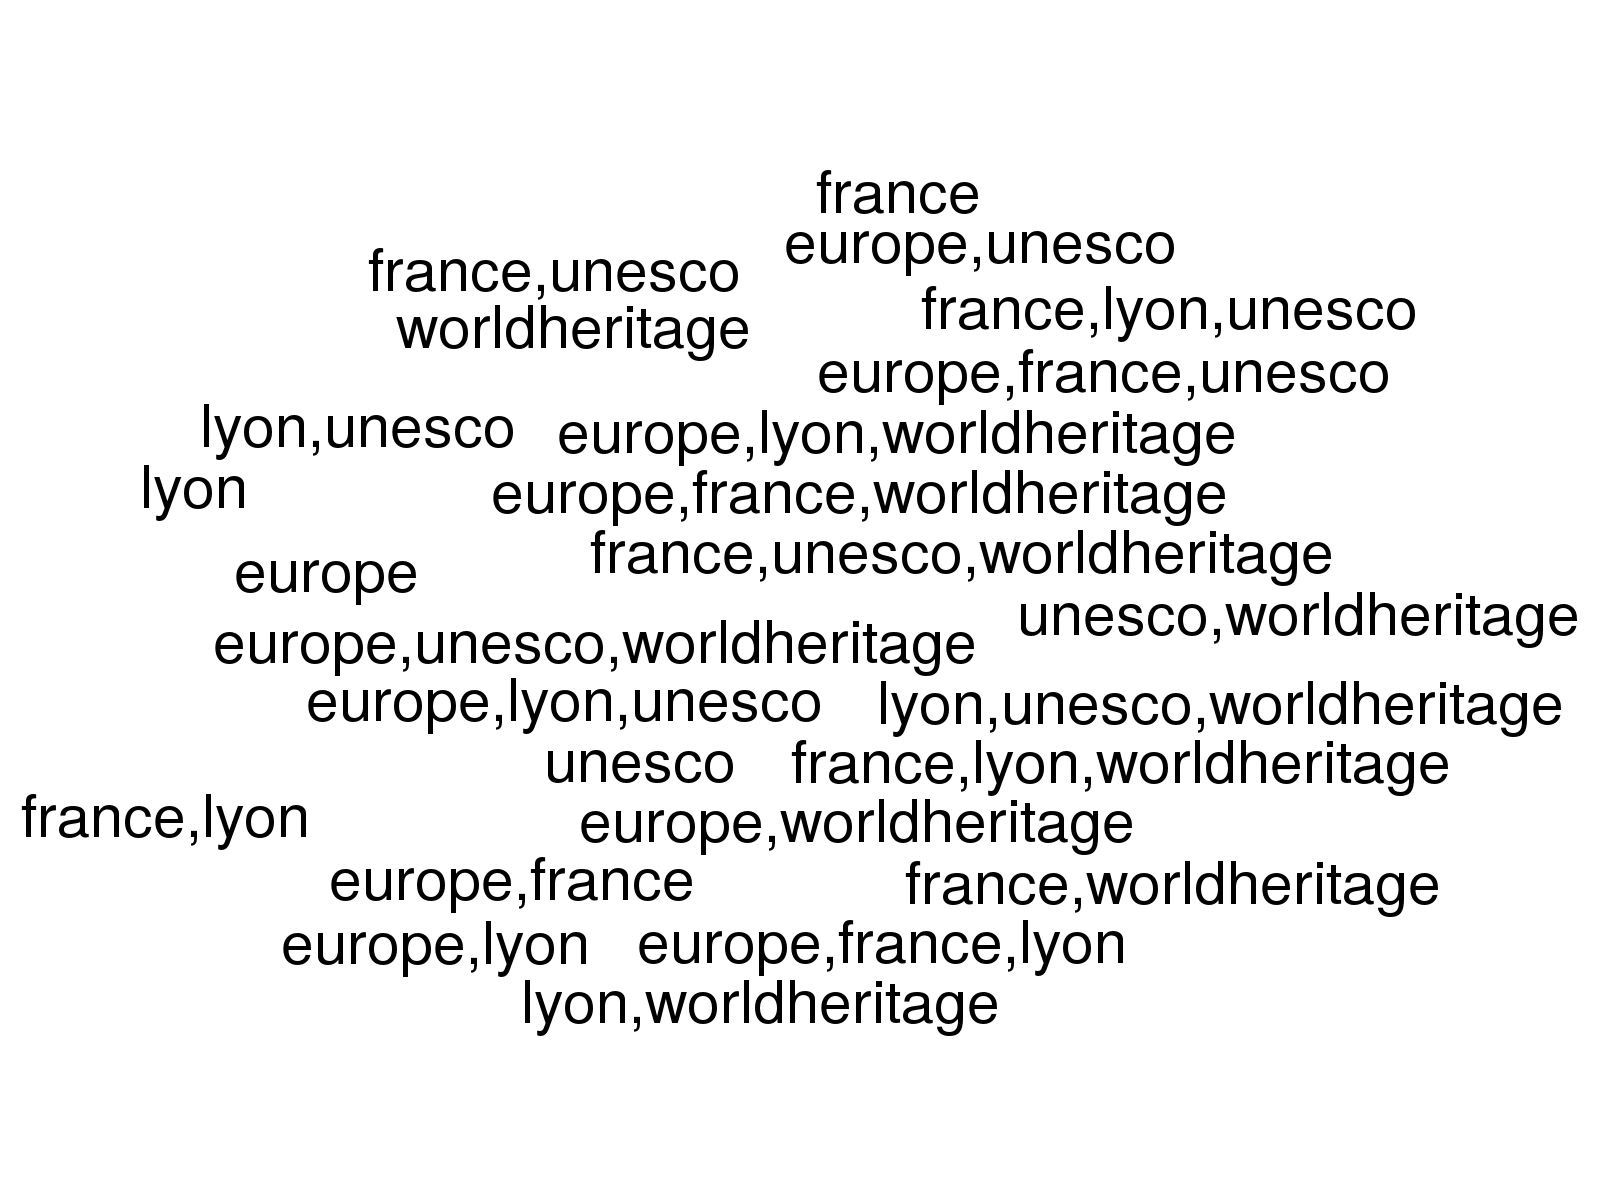 france
europe,unesco
france,unesco
france,lyon,unesco
worldheritage
europe,france,unesco
lyon,unesco
europe,lyon,worldheritage
lyon
europe,france,worldheritage
france,unesco,worldheritage
europe
unesco,worldheritage
europe,unesco,worldheritage
europe,lyon,unesco
lyon,unesco,worldheritage
unesco
france,lyon,worldheritage
france,lyon
europe,worldheritage
europe,france
france,worldheritage
europe,lyon
europe,france,lyon
lyon,worldheritage